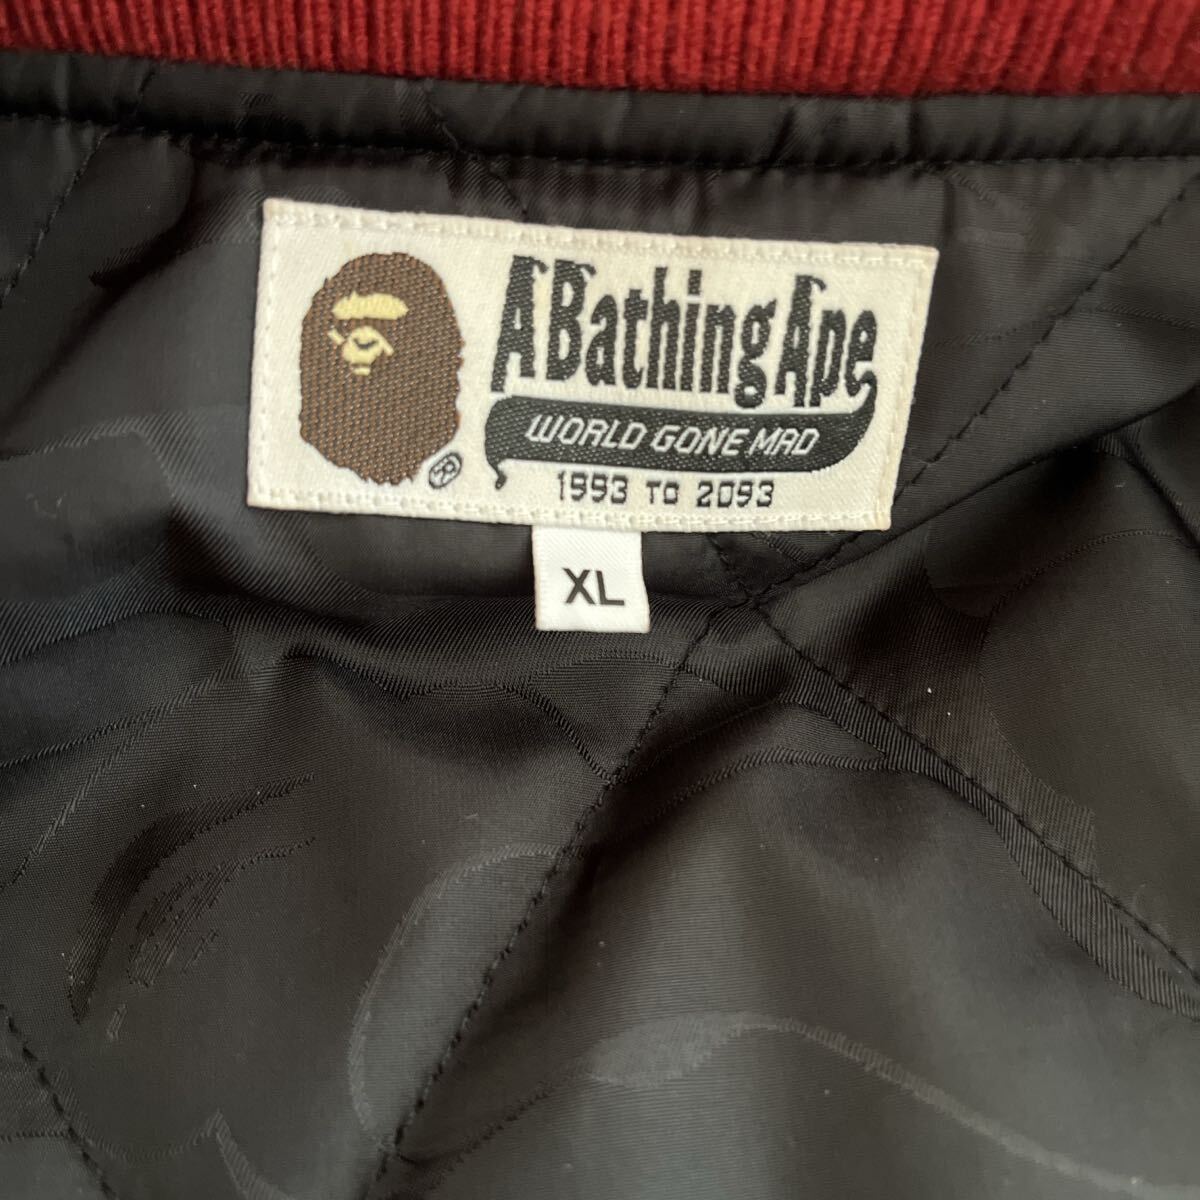 A Bathing Ape
®
WORLD GONE MAD
1993 TO 2093
XL